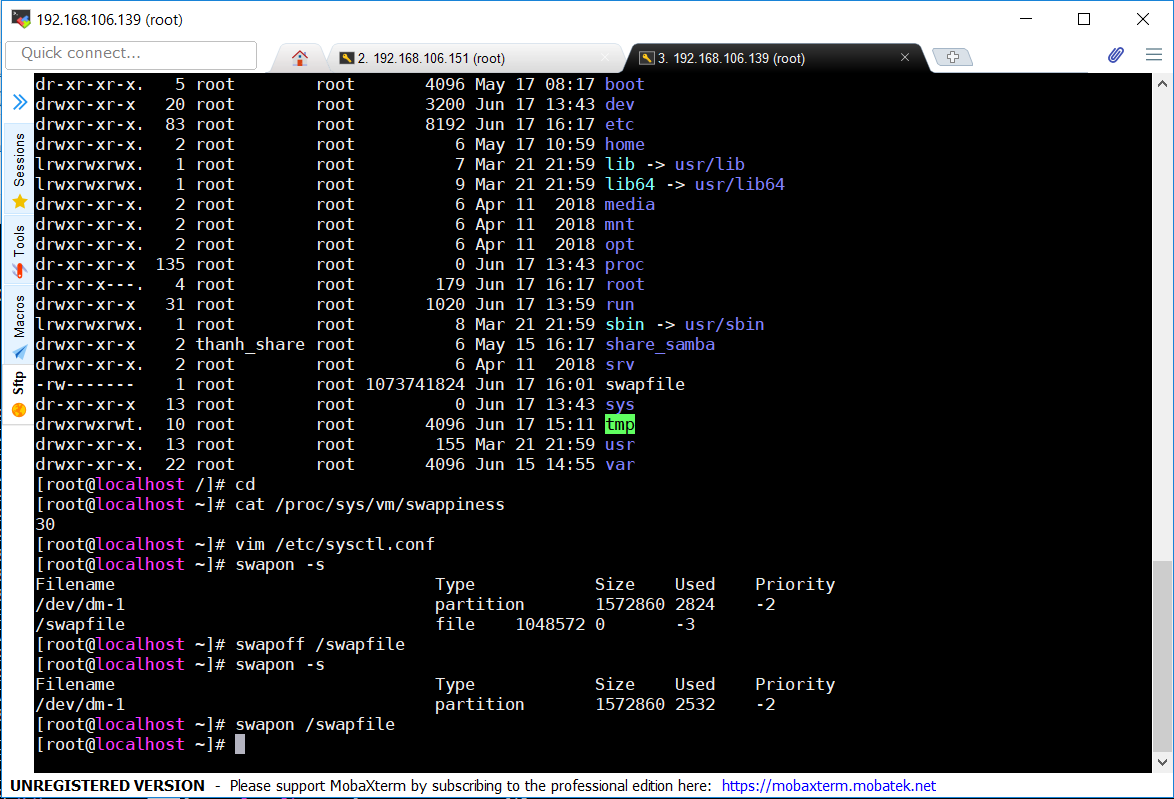 192.168.106.139 (root)
Quick connect...
2. 192.168.106.151 (root)
3. 192.168.106.139 (root)
Sessions
Tools
Macros
Sftp
dr-xr-xr-x.   5 root        root          4096 May 17 08:17 boot
drwxr-xr-x   20 root        root          3200 Jun 17 13:43 dev
drwxr-xr-x.  83 root        root          8192 Jun 17 16:17 etc
drwxr-xr-x.   2 root        root             6 May 17 10:59 home
lrwxrwxrwx.   1 root        root             7 Mar 21 21:59 lib -> usr/lib
lrwxrwxrwx.   1 root        root             9 Mar 21 21:59 lib64 -> usr/lib64
drwxr-xr-x.   2 root        root             6 Apr 11  2018 media
drwxr-xr-x.   2 root        root             6 Apr 11  2018 mnt
drwxr-xr-x.   2 root        root             6 Apr 11  2018 opt
dr-xr-xr-x  135 root        root             0 Jun 17 13:43 proc
dr-xr-x---.   4 root        root           179 Jun 17 16:17 root
drwxr-xr-x   31 root        root          1020 Jun 17 13:59 run
lrwxrwxrwx.   1 root        root             8 Mar 21 21:59 sbin -> usr/sbin
drwxr-xr-x    2 thanh_share root             6 May 15 16:17 share_samba
drwxr-xr-x.   2 root        root             6 Apr 11  2018 srv
-rw-------    1 root        root 1073741824 Jun 17 16:01 swapfile
dr-xr-xr-x   13 root        root             0 Jun 17 13:43 sys
drwxrwxrwt.  10 root        root          4096 Jun 17 15:11 tmp
drwxr-xr-x.  13 root        root           155 Mar 21 21:59 usr
drwxr-xr-x.  22 root        root          4096 Jun 15 14:55 var
[root@localhost /]# cd
[root@localhost ~]# cat /proc/sys/vm/swappiness
30
[root@localhost ~]# vim /etc/sysctl.conf
[root@localhost ~]# swapon -s
Filename                                Type            Size    Used    Priority
/dev/dm-1                               partition       1572860 2824    -2
/swapfile                               file    1048572 0       -3
[root@localhost ~]# swapoff /swapfile
[root@localhost ~]# swapon -s
Filename                                Type            Size    Used    Priority
/dev/dm-1                               partition       1572860 2532    -2
[root@localhost ~]# swapon /swapfile
[root@localhost ~]#
UNREGISTERED VERSION - Please support MobaXterm by subscribing to the professional edition here: https://mobaxterm.mobatek.net